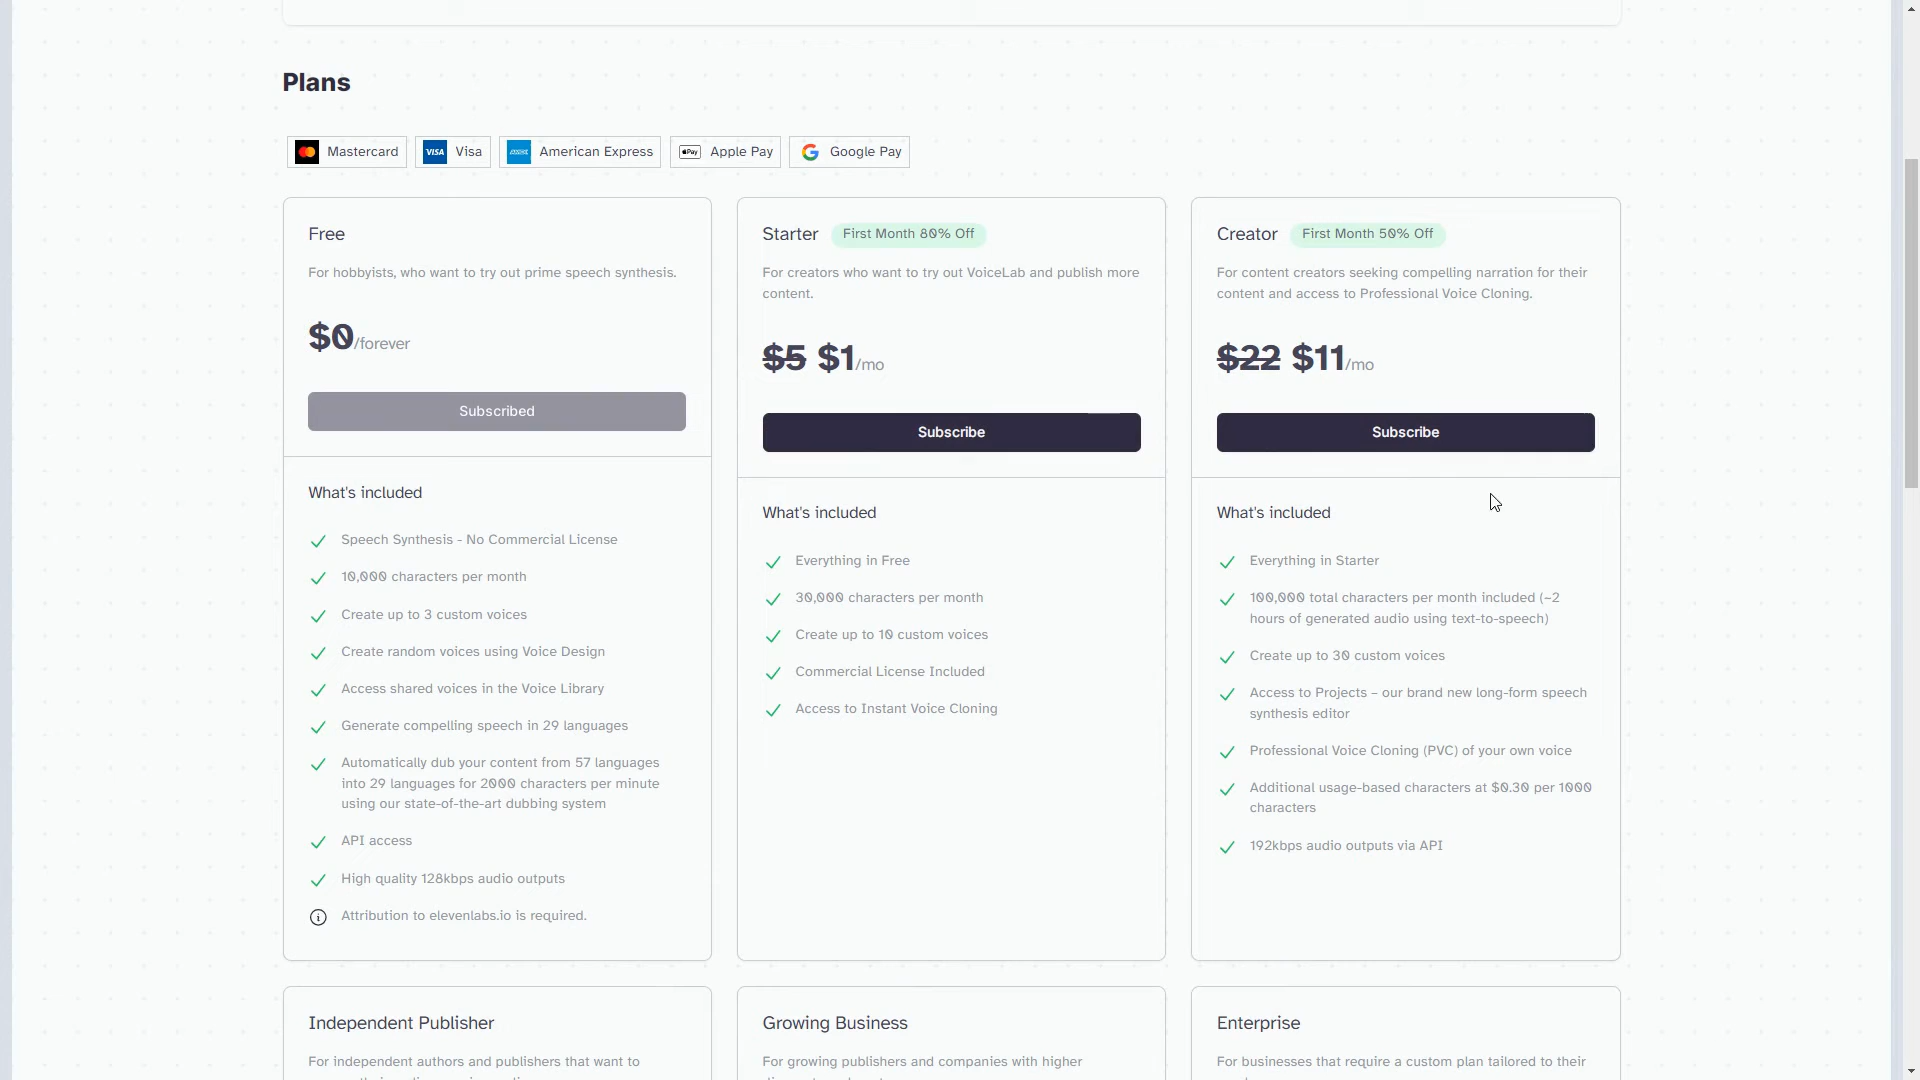 Plans
Mastercard
VISA
Visa
AMEX
American Express
Pay
Apple Pay
G
Google Pay
Free
For hobbyists, who want to try out prime speech synthesis.
$0/forever
Subscribed
What's included
Speech Synthesis - No Commercial License
10,000 characters per month
Create up to 3 custom voices
Create random voices using Voice Design
Access shared voices in the Voice Library
Generate compelling speech in 29 languages
Automatically dub your content from 57 languages
into 29 languages for 2000 characters per minute
using our state-of-the-art dubbing system
API access
High quality 128kbps audio outputs
Attribution to elevenlabs.io is required.
Starter
First Month 80% Off
For creators who want to try out VoiceLab and publish more
content.
$5 $1/mo
Subscribe
What's included
Everything in Free
30,000 characters per month
Create up to 10 custom voices
Commercial License Included
Access to Instant Voice Cloning
Creator
First Month 50% Off
For content creators seeking compelling narration for their
content and access to Professional Voice Cloning.
$22 $11/mo
Subscribe
What's included
Everything in Starter
100,000 total characters per month included (~2
hours of generated audio using text-to-speech)
Create up to 30 custom voices
Access to Projects – our brand new long-form speech
synthesis editor
Professional Voice Cloning (PVC) of your own voice
Additional usage-based characters at $0.30 per 1000
characters
192kbps audio outputs via API
Independent Publisher
For independent authors and publishers that want to
Growing Business
For growing publishers and companies with higher
Enterprise
For businesses that require a custom plan tailored to their